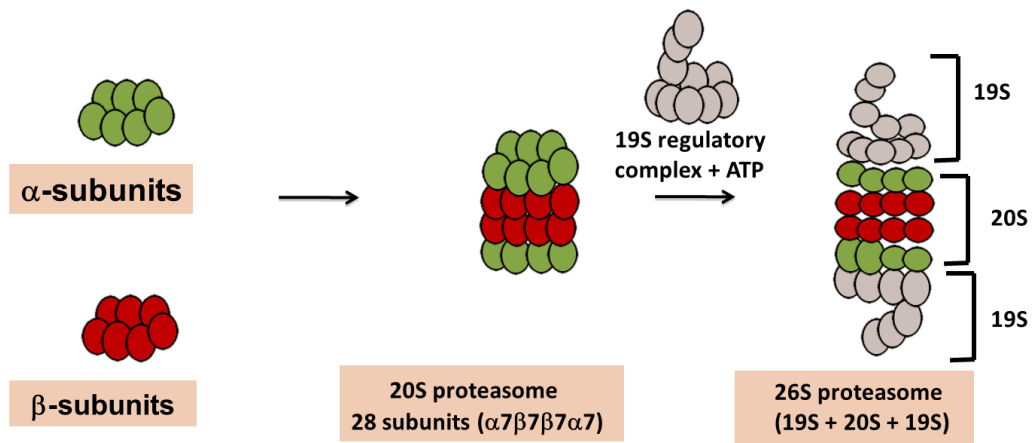 α-subunits
β-subunits
20S proteasome
28 subunits (α7β7β7α7)
19S regulatory
complex + ATP
19S
20S
19S
26S proteasome
(19S + 20S + 19S)